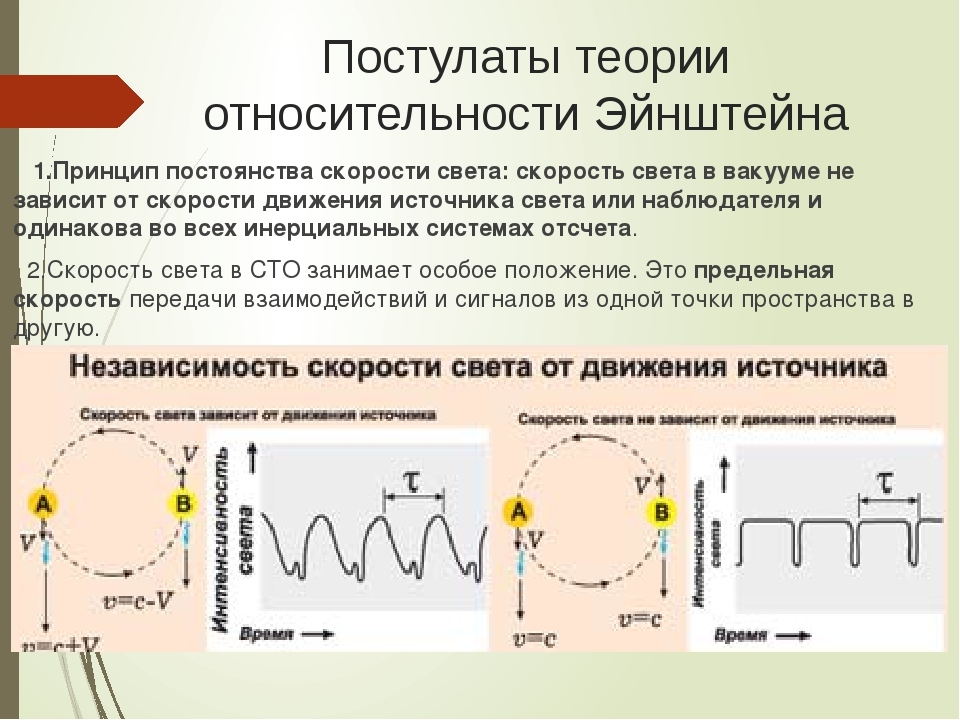 Постулаты теории
относительности Эйнштейна
1.Принцип постоянства скорости света: скорость света в вакууме не
зависит от скорости движения источника света или наблюдателя и
одинакова во всех инерциальных системах отсчета.
2.Скорость света в СТО занимает особое положение. Это предельная
скорость передачи взаимодействий и сигналов из одной точки пространства в
другую.
Независимость скорости света от движения источника
Скорость света зависит от движения источника
A
B
V
V
v=c-V
v=c+V
Интенсивность
света
τ
Время
Скорость света не зависит от движения источника
A
B
V
V
v=c
v=c
Интенсивность
света
τ
Время